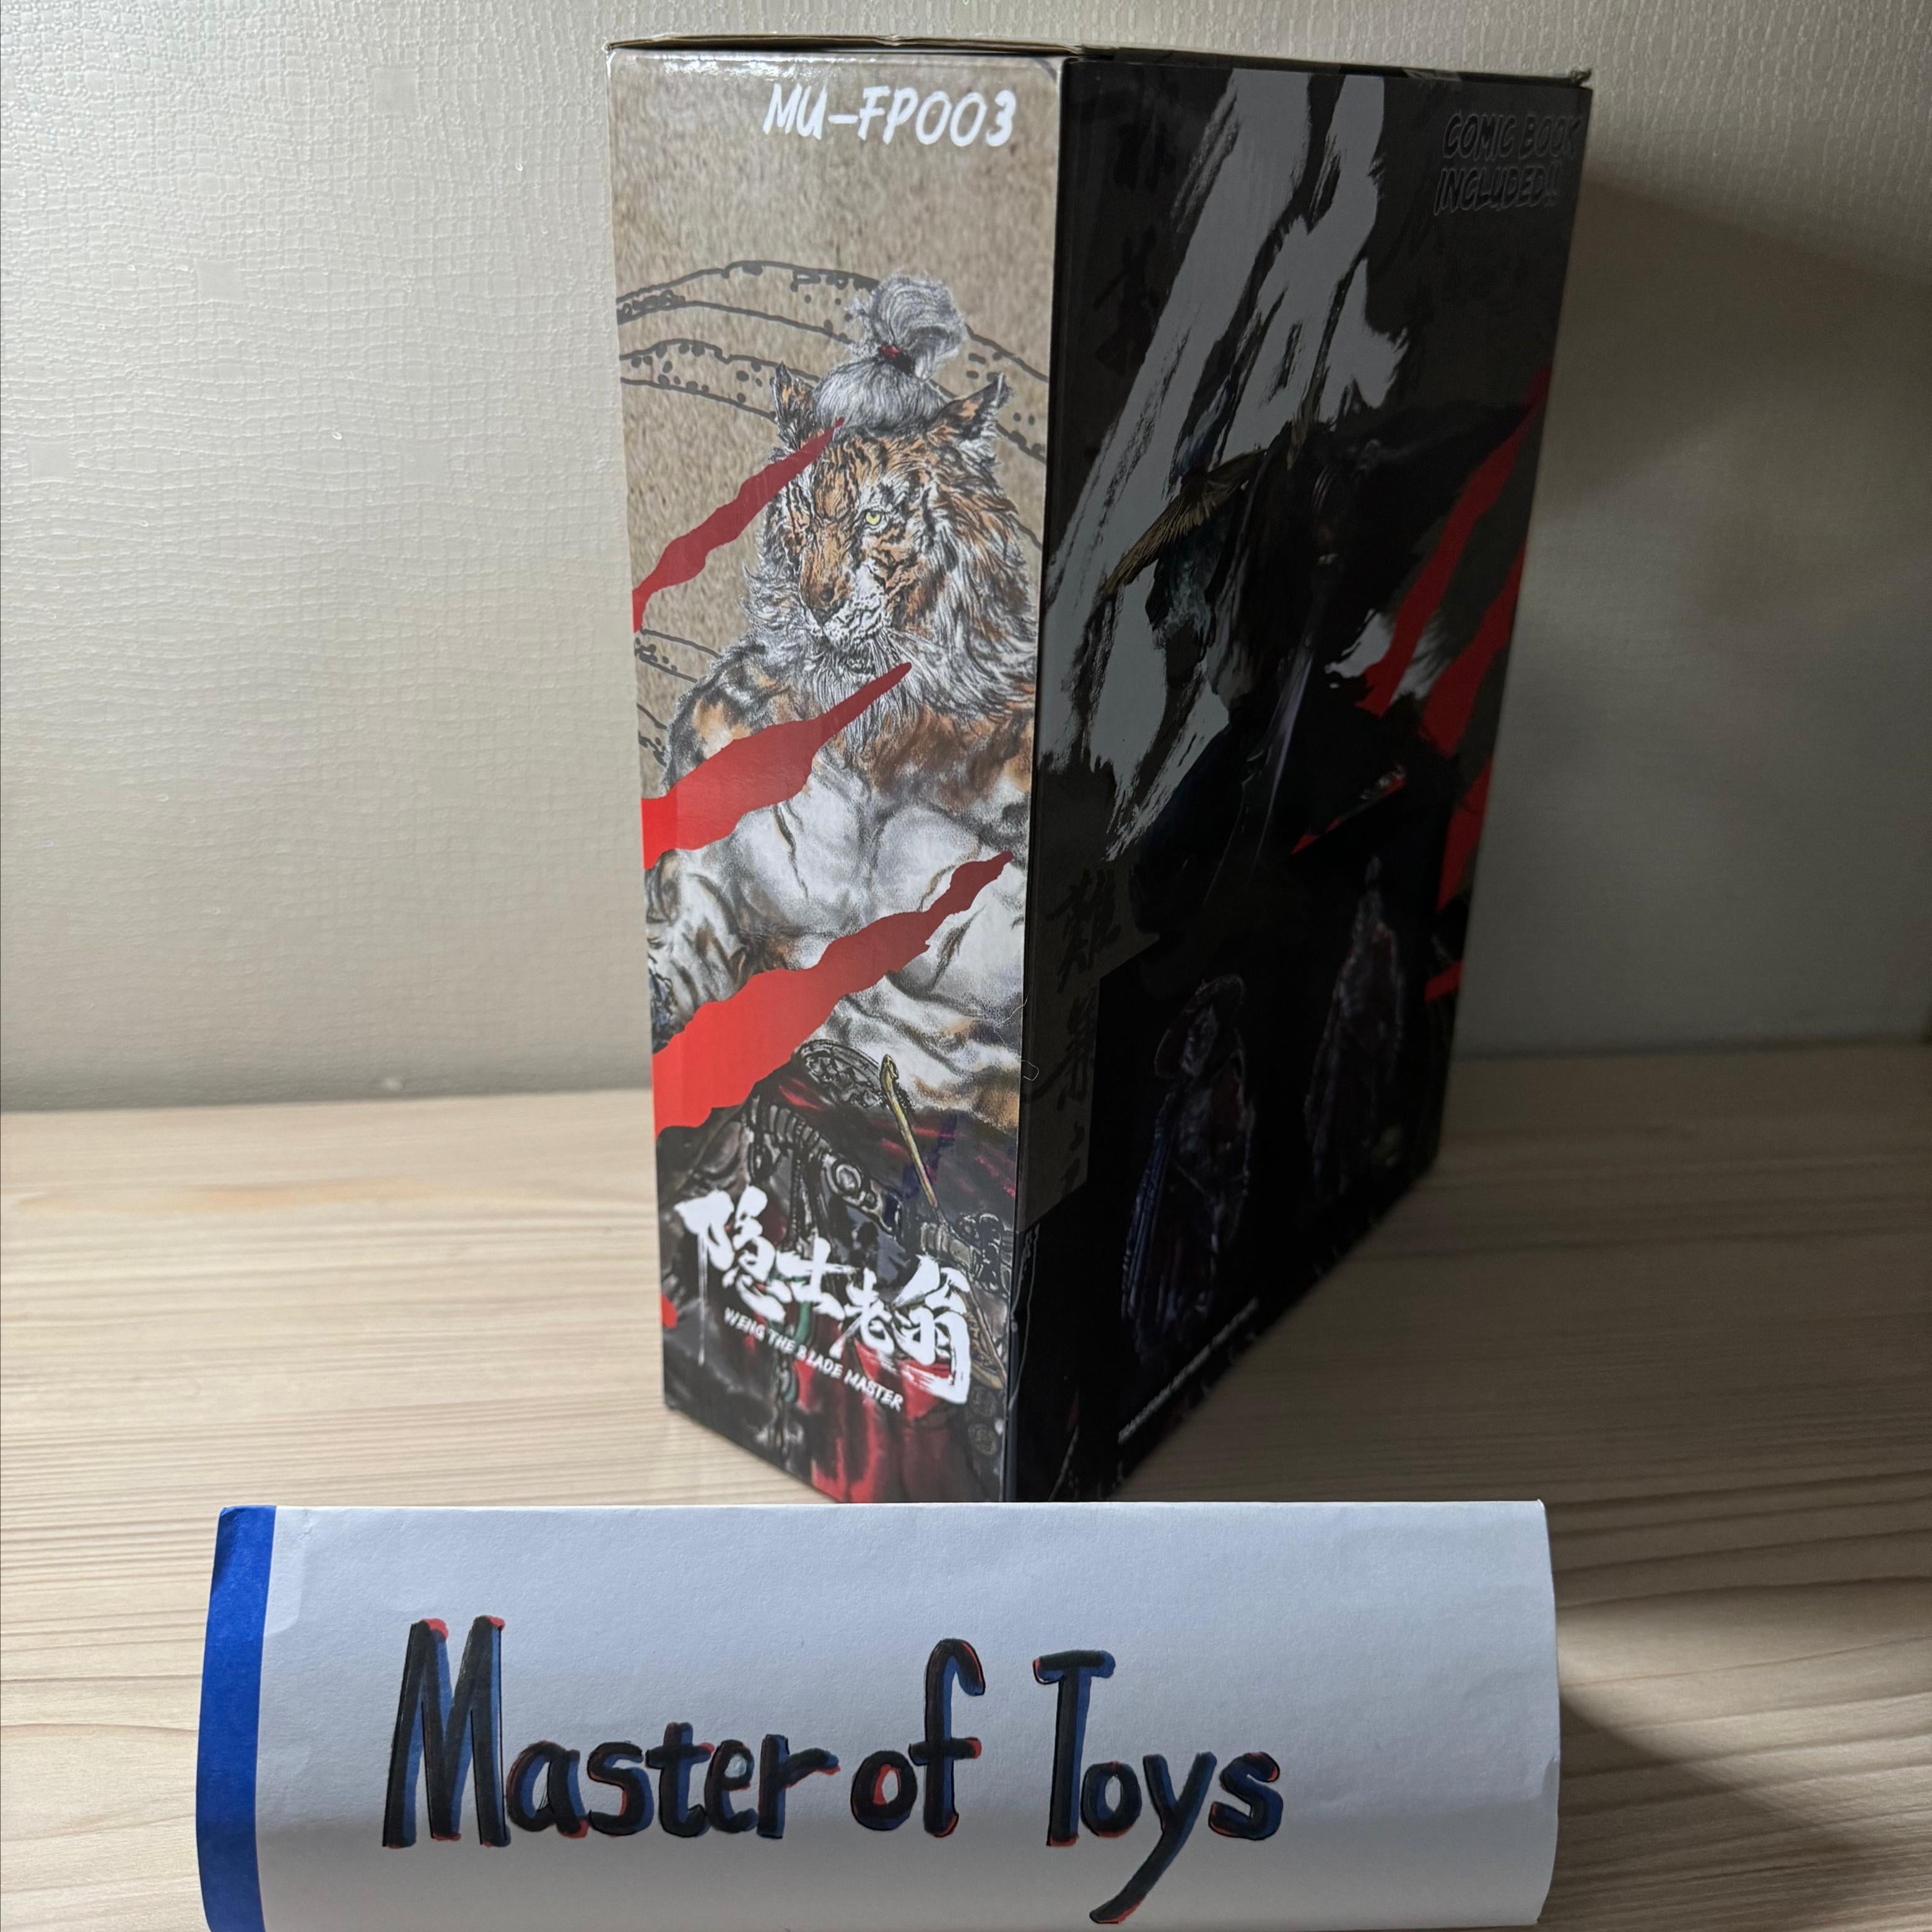 MU-FP003
COMIC BOOK
INCLUDED!!
隐士老翁
WENG THE BLADE MASTER
Master of Toys